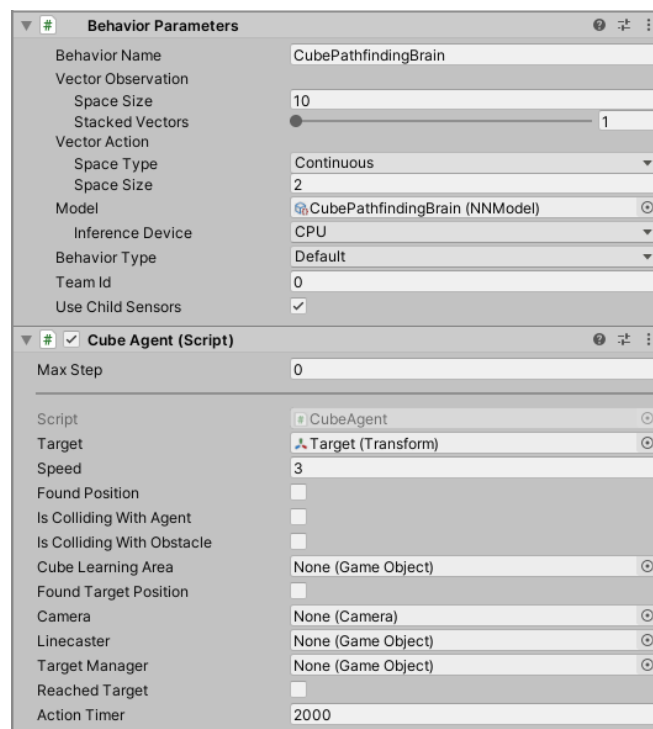 # Behavior Parameters
Behavior Name CubePathfindingBrain
Vector Observation
Space Size 10
Stacked Vectors 1
Vector Action
Space Type Continuous
Space Size 2
Model CubePathfindingBrain (NNModel)
Inference Device CPU
Behavior Type Default
Team Id 0
Use Child Sensors
# Cube Agent (Script)
Max Step 0
Script # CubeAgent
Target Target (Transform)
Speed 3
Found Position
Is Colliding With Agent
Is Colliding With Obstacle
Cube Learning Area None (Game Object)
Found Target Position
Camera None (Camera)
Linecaster None (Game Object)
Target Manager None (Game Object)
Reached Target
Action Timer 2000